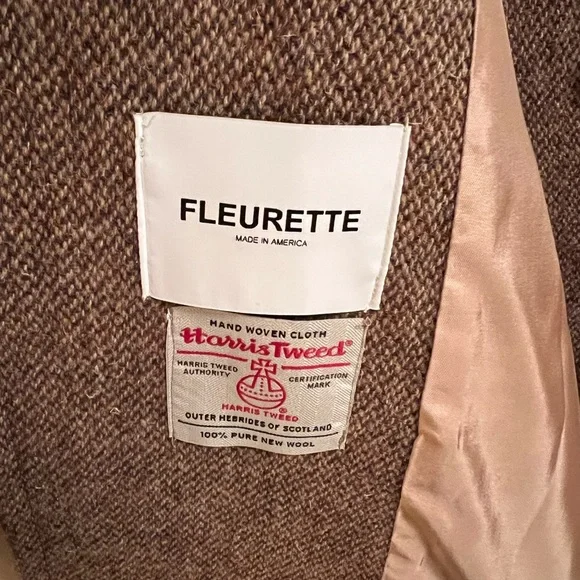 FLEURETTE
MADE IN AMERICA
HAND WOVEN CLOTH
Harris Tweed®
HARRIS TWEED AUTHORITY
CERTIFICATION MARK
HARRIS TWEED®
OUTER HEBRIDES OF SCOTLAND
100% PURE NEW WOOL